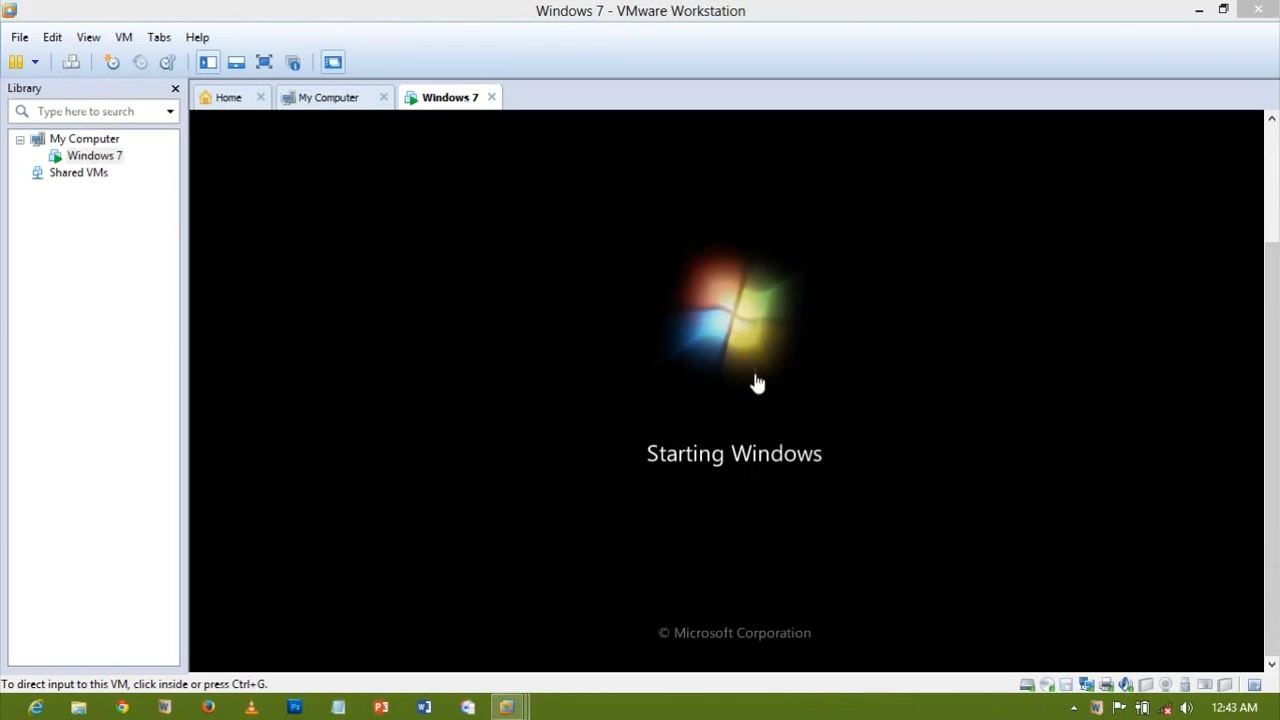 Windows 7 - VMware Workstation
File Edit View VM Tabs Help
Library
Type here to search
Home
My Computer
Windows 7
My Computer
Windows 7
Shared VMs
Starting Windows
© Microsoft Corporation
To direct input to this VM, click inside or press Ctrl+G.
12:43 AM